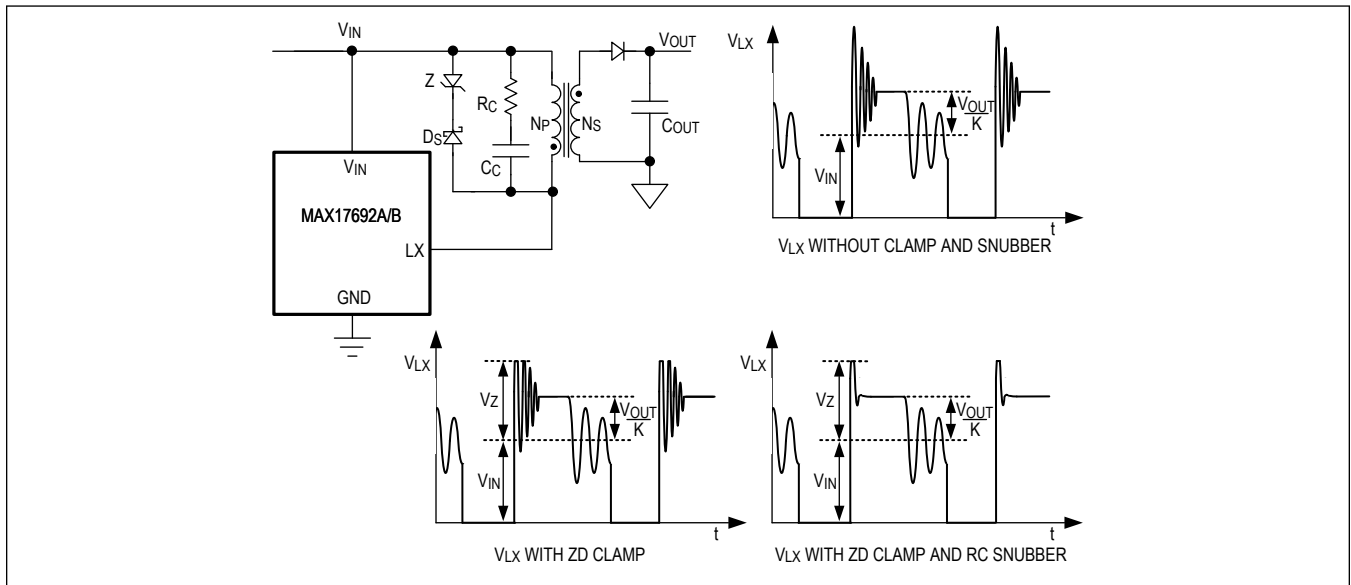 VIN
VOUT
Z
RC
NP
NS
COUT
DS
CC
VIN
MAX17692A/B
LX
GND
VLX
VOUT
K
VIN
t
VLX WITHOUT CLAMP AND SNUBBER
VLX
VZ
VOUT
K
VIN
t
VLX WITH ZD CLAMP
VLX
VZ
VOUT
K
VIN
t
VLX WITH ZD CLAMP AND RC SNUBBER